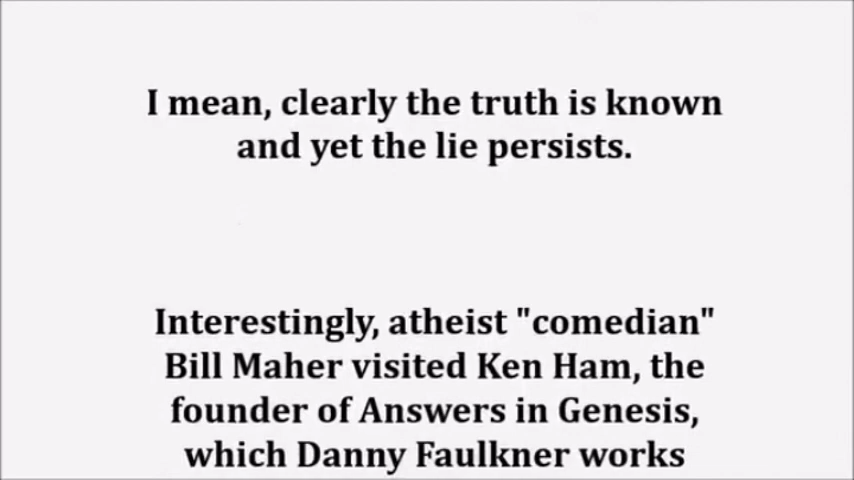 I mean, clearly the truth is known
and yet the lie persists.
Interestingly, atheist "comedian"
Bill Maher visited Ken Ham, the
founder of Answers in Genesis,
which Danny Faulkner works